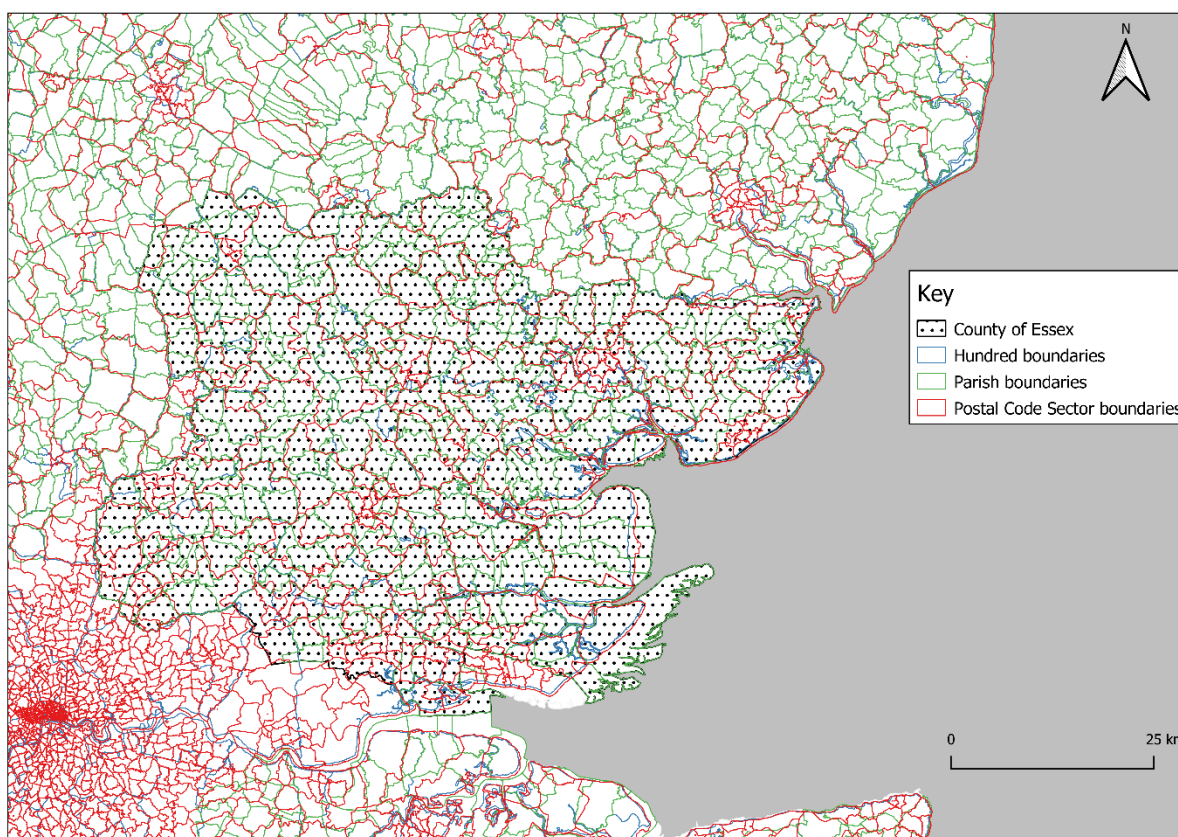 N
Key
County of Essex
Hundred boundaries
Parish boundaries
Postal Code Sector boundaries
0 25 km